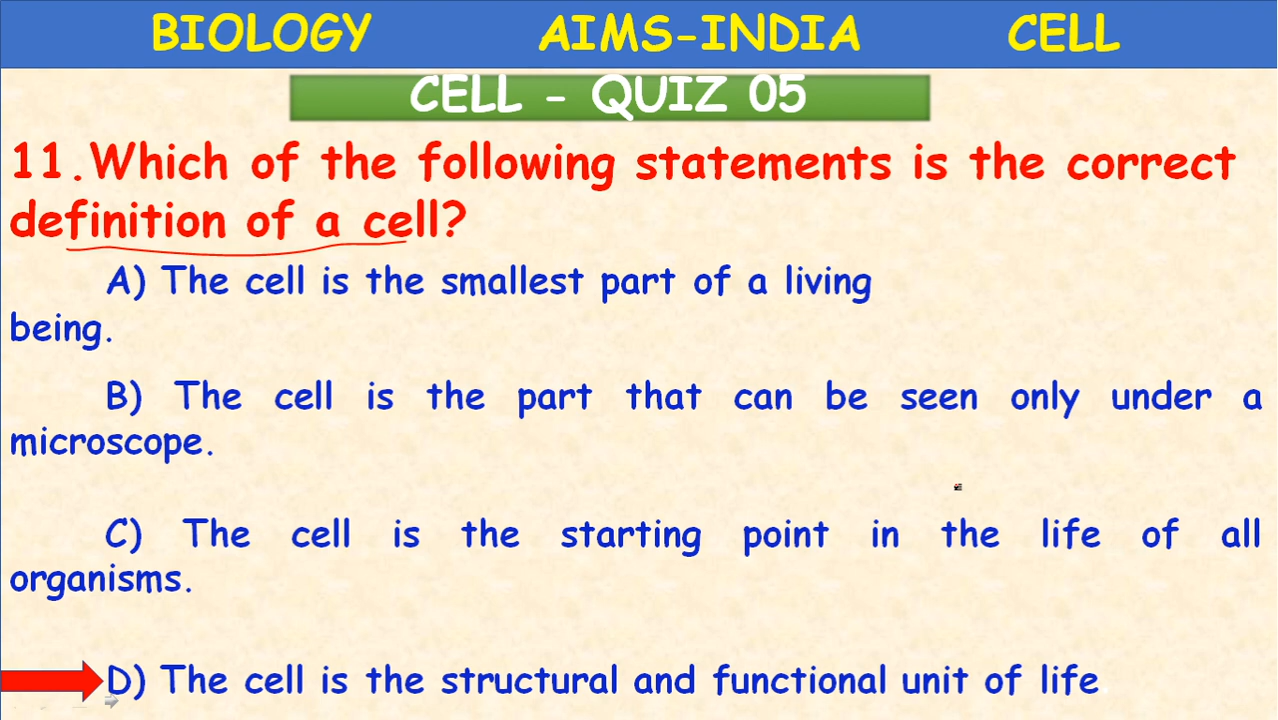 BIOLOGY AIMS-INDIA CELL
CELL - QUIZ 05
11.Which of the following statements is the correct
definition of a cell?
A) The cell is the smallest part of a living
being.
B) The cell is the part that can be seen only under a
microscope.
C) The cell is the starting point in the life of all
organisms.
D) The cell is the structural and functional unit of life.